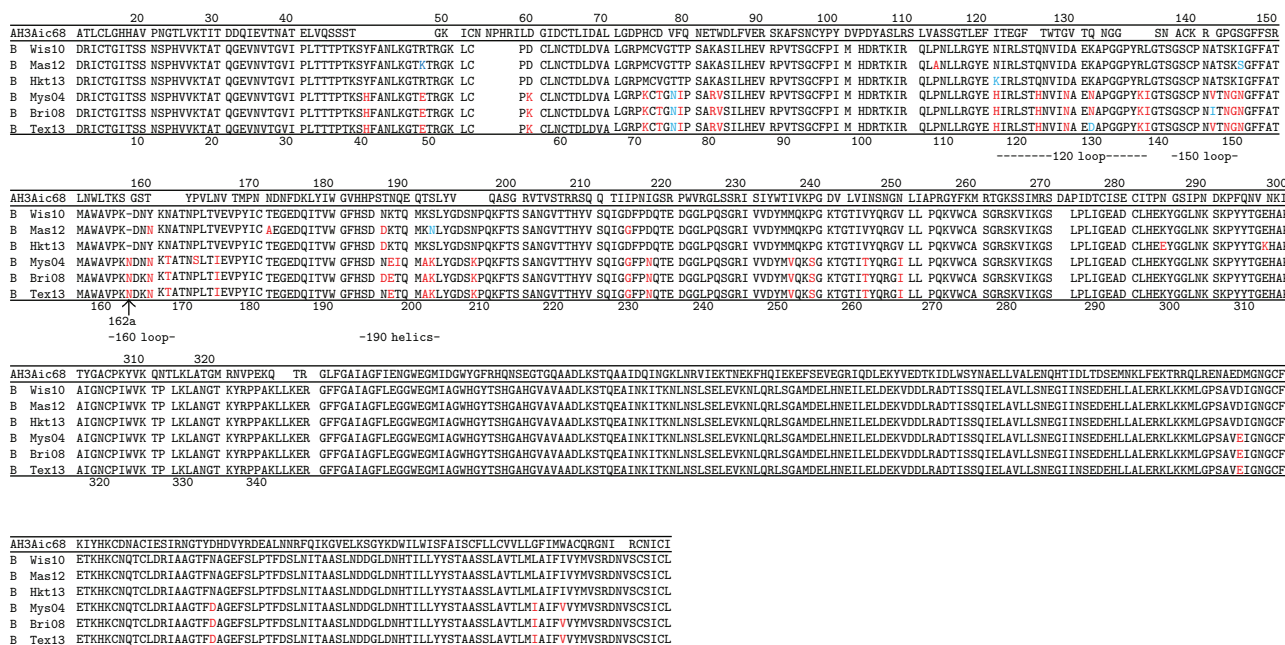 20 30 40 50 60 70 80 90 100 110 120 130 140 150
AH3Aic68 ATLCLGHHAV PNGTLVKTIT DDQIEVTNAT ELVQSSST GK ICN NPHRILD GIDCTLIDAL LGDPHCD VFQ NETWDLFVER SKAFSNCYPY DVPDYASLRS LVASSGTLEF ITEGF TWTGV TQ NGG SN ACK R GPGSGFFSR
B Wis10 DRICTGITSS NSPHVVKTAT QGEVNVTGVI PLTTTPTKSYFANLKGTRTRGK LC PD CLNCTDLDVA LGRPMCVGTTP SAKASILHEV RPVTSGCFPI M HDRTKIR QLPNLLRGYE NIRLSTQNVIDA EKAPGGPYRLGTSGSCP NATSKIGFFAT
B Mas12 DRICTGITSS NSPHVVKTAT QGEVNVTGVI PLTTTPTKSYFANLKGTKTRGK LC PD CLNCTDLDVA LGRPMCVGTTP SAKASILHEV RPVTSGCFPI M HDRTKIR QLANLLRGYE NIRLSTQNVIDA EKAPGGPYRLGTSGSCP NATSKSGFFAT
B Hkt13 DRICTGITSS NSPHVVKTAT QGEVNVTGVI PLTTTPTKSYFANLKGTRTRGK LC PD CLNCTDLDVA LGRPMCVGTTP SAKASILHEV RPVTSGCFPI M HDRTKIR QLPNLLRGYE KIRLSTQNVIDA EKAPGGPYRLGTSGSCP NATSKIGFFAT
B Mys04 DRICTGITSS NSPHVVKTAT QGEVNVTGVI PLTTTPTKSHFANLKGTETRGK LC PK CLNCTDLDVA LGRPKCTGNIP SARVSILHEV RPVTSGCFPI M HDRTKIR QLPNLLRGYE HIRLSTHNVINA ENAPGGPYKIGTSGSCP NVTNGNGFFAT
B Bri08 DRICTGITSS NSPHVVKTAT QGEVNVTGVI PLTTTPTKSHFANLKGTETRGK LC PK CLNCTDLDVA LGRPKCTGNIP SARVSILHEV RPVTSGCFPI M HDRTKIR QLPNLLRGYE HIRLSTHNVINA ENAPGGPYKIGTSGSCP NITNGNGFFAT
B Tex13 DRICTGITSS NSPHVVKTAT QGEVNVTGVI PLTTTPTKSHFANLKGTETRGK LC PK CLNCTDLDVA LGRPKCTGNIP SARVSILHEV RPVTSGCFPI M HDRTKIR QLPNLLRGYE HIRLSTHNVINA EDAPGGPYKIGTSGSCP NVTNGNGFFAT
10 20 30 40 50 60 70 80 90 100 110 120 130 140 150
-------120 loop------ -150 loop-
160 170 180 190 200 210 220 230 240 250 260 270 280 290 300
AH3Aic68 LNWLTKS GST YPVLNV TMPN NDNFDKLYIW GVHHPSTNQE QTSLYV QASG RVTVSTRRSQ Q TIIPNIGSR PWVRGLSSRI SIYWTIVKPG DV LVINSNGN LIAPRGYFKM RTGKSSIMRS DAPIDTCISE CITPN GSIPN DKPFQNVNKI
B Wis10 MAWAVPK-DNY KNATNPLTVEVPYIC TEGEDQITVW GFHSD NKTQ MKSLYGDSNPQKFTS SANGVTTHYV SQIGDFPDQTE DGGLPQSGRI VVDYMMQKPG KTGTIVYQRGV LL PQKVWCA SGRSKVIKGS LPLIGEAD CLHEKYGGLN SKPYYTGEHAK
B Mas12 MAWAVPK-DNN KNATNPLTVEVPYIC AEGEDQITVW GFHSD DKTQ MKNLYGDSNPQKFTS SANGVTTHYV SQIGGFPDQTE DGGLPQSGRI VVDYMMQKPG KTGTIVYQRGV LL PQKVWCA SGRSKVIKGS LPLIGEAD CLHEKYGGLN SKPYYTGEHAK
B Hkt13 MAWAVPK-DNY KNATNPLTVEVPYIC TEGEDQITVW GFHSD DKTQ MKSLYGDSNPQKFTS SANGVTTHYV SQIGDFPDQTE DGGLPQSGRI VVDYMMQKPG KTGTIVYQRGV LL PQKVWCA SGRSKVIKGS LPLIGEAD CLHEEYGGLN SKPYYTGKHAK
B Mys04 MAWAVPKNDNN KTATNSLTIEVPYIC TEGEDQITVW GFHSD NEIQ MAKLYGDSKPQKFTS SANGVTTHYV SQIGGFPNQTE DGGLPQSGRI VVDYMVQKSG KTGTITYQRGI LL PQKVWCA SGRSKVIKGS LPLIGEAD CLHEKYGGLN SKPYYTGEHAK
B Bri08 MAWAVPKNDKN KTATNPLTIEVPYIC TEGEDQITVW GFHSD DETQ MAKLYGDSKPQKFTS SANGVTTHYV SQIGGFPNQTE DGGLPQSGRI VVDYMVQKSG KTGTITYQRGI LL PQKVWCA SGRSKVIKGS LPLIGEAD CLHEKYGGLN SKPYYTGEHAK
B Tex13 MAWAVPKNDKN KTATNPLTIEVPYIC TEGEDQITVW GFHSD NETQ MAKLYGDSKPQKFTS SANGVTTHYV SQIGGFPNQTE DGGLPQSGRI VVDYMVQKSG KTGTITYQRGI LL PQKVWCA SGRSKVIKGS LPLIGEAD CLHEKYGGLN SKPYYTGEHAK
160 170 180 190 200 210 220 230 240 250 260 270 280 290 300 310
162a
-160 loop- -190 helics-
310 320
AH3Aic68 TYGACPKYVK QNTLKLATGM RNVPEKQ TR GLFGAIAGFIENGWEGMIDGWYGFRHQNSEGTGQAADLKSTQAAIDQINGKLNRVIEKTNEKFHQIEKEFSEVEGRIQDLEKYVEDTKIDLWSYNAELLVALENQHTIDLTDSEMNKLFEKTRRQLRENAEDMGNGCF
B Wis10 AIGNCPIWVK TP LKLANGT KYRPPAKLLKER GFFGAIAGFLEGGWEGMIAGWHGYTSHGAHGVAVAADLKSTQEAINKITKNLNSLSELEVKNLQRLSGAMDELHNEILELDEKVDDLRADTISSQIELAVLLSNEGIINSEDEHLLALERKLKKMLGPSAVDIGNGCF
B Mas12 AIGNCPIWVK TP LKLANGT KYRPPAKLLKER GFFGAIAGFLEGGWEGMIAGWHGYTSHGAHGVAVAADLKSTQEAINKITKNLNSLSELEVKNLQRLSGAMDELHNEILELDEKVDDLRADTISSQIELAVLLSNEGIINSEDEHLLALERKLKKMLGPSAVDIGNGCF
B Hkt13 AIGNCPIWVK TP LKLANGT KYRPPAKLLKER GFFGAIAGFLEGGWEGMIAGWHGYTSHGAHGVAVAADLKSTQEAINKITKNLNSLSELEVKNLQRLSGAMDELHNEILELDEKVDDLRADTISSQIELAVLLSNEGIINSEDEHLLALERKLKKMLGPSAVDIGNGCF
B Mys04 AIGNCPIWVK TP LKLANGT KYRPPAKLLKER GFFGAIAGFLEGGWEGMIAGWHGYTSHGAHGVAVAADLKSTQEAINKITKNLNSLSELEVKNLQRLSGAMDELHNEILELDEKVDDLRADTISSQIELAVLLSNEGIINSEDEHLLALERKLKKMLGPSAVEIGNGCF
B Bri08 AIGNCPIWVK TP LKLANGT KYRPPAKLLKER GFFGAIAGFLEGGWEGMIAGWHGYTSHGAHGVAVAADLKSTQEAINKITKNLNSLSELEVKNLQRLSGAMDELHNEILELDEKVDDLRADTISSQIELAVLLSNEGIINSEDEHLLALERKLKKMLGPSAVEIGNGCF
B Tex13 AIGNCPIWVK TP LKLANGT KYRPPAKLLKER GFFGAIAGFLEGGWEGMIAGWHGYTSHGAHGVAVAADLKSTQEAINKITKNLNSLSELEVKNLQRLSGAMDELHNEILELDEKVDDLRADTISSQIELAVLLSNEGIINSEDEHLLALERKLKKMLGPSAVEIGNGCF
320 330 340
AH3Aic68 KIYHKCDNACIESIRNGTYDHDVYRDEALNNRFQIKGVELKSGYKDWILWISFAISCFLLCVVLLGFIMWACQRGNI RCNICI
B Wis10 ETKHKCNQTCLDRIAAGTFNAGEFSLPTFDSLNITAASLNDDGLDNHTILLYYSTAASSLAVTLMLAIFIVYMVSRDNVSCSICL
B Mas12 ETKHKCNQTCLDRIAAGTFNAGEFSLPTFDSLNITAASLNDDGLDNHTILLYYSTAASSLAVTLMLAIFIVYMVSRDNVSCSICL
B Hkt13 ETKHKCNQTCLDRIAAGTFNAGEFSLPTFDSLNITAASLNDDGLDNHTILLYYSTAASSLAVTLMLAIFIVYMVSRDNVSCSICL
B Mys04 ETKHKCNQTCLDRIAAGTFDAGEFSLPTFDSLNITAASLNDDGLDNHTILLYYSTAASSLAVTLMIAIFVVYMVSRDNVSCSICL
B Bri08 ETKHKCNQTCLDRIAAGTFDAGEFSLPTFDSLNITAASLNDDGLDNHTILLYYSTAASSLAVTLMIAIFVVYMVSRDNVSCSICL
B Tex13 ETKHKCNQTCLDRIAAGTFDAGEFSLPTFDSLNITAASLNDDGLDNHTILLYYSTAASSLAVTLMIAIFVVYMVSRDNVSCSICL